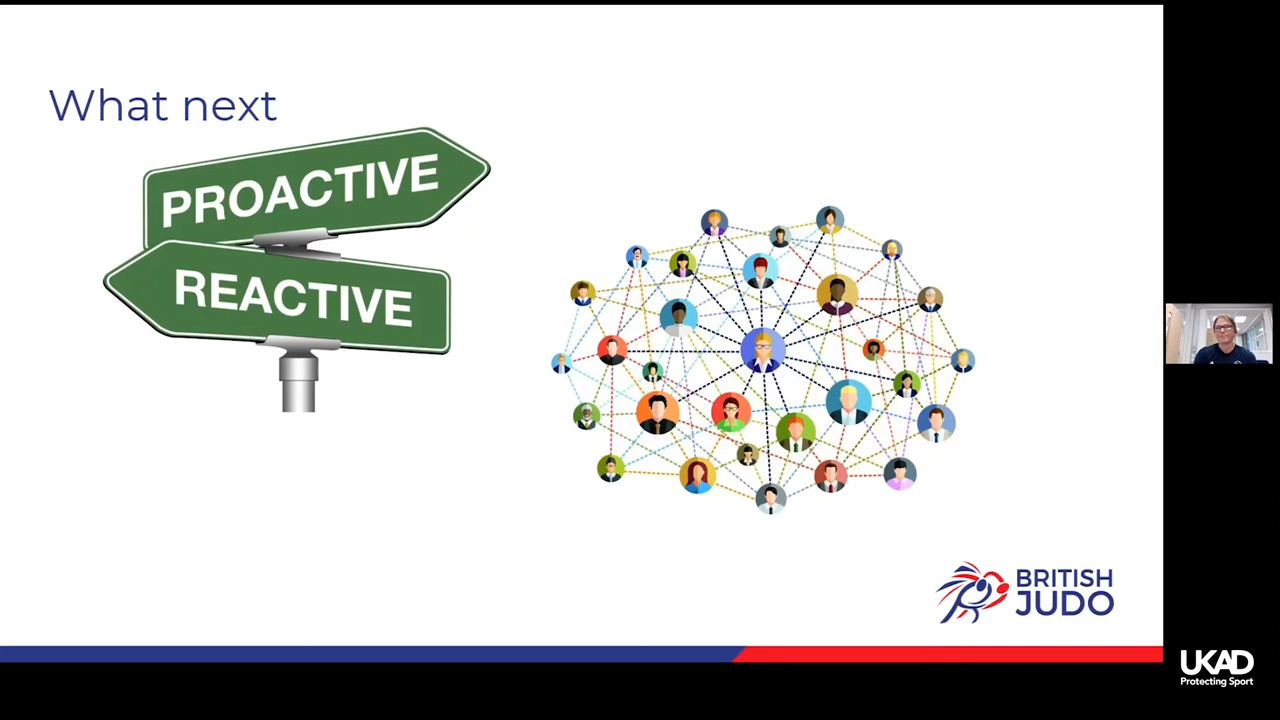 What next
PROACTIVE
REACTIVE
BRITISH
JUDO
UKAD
Protecting Sport